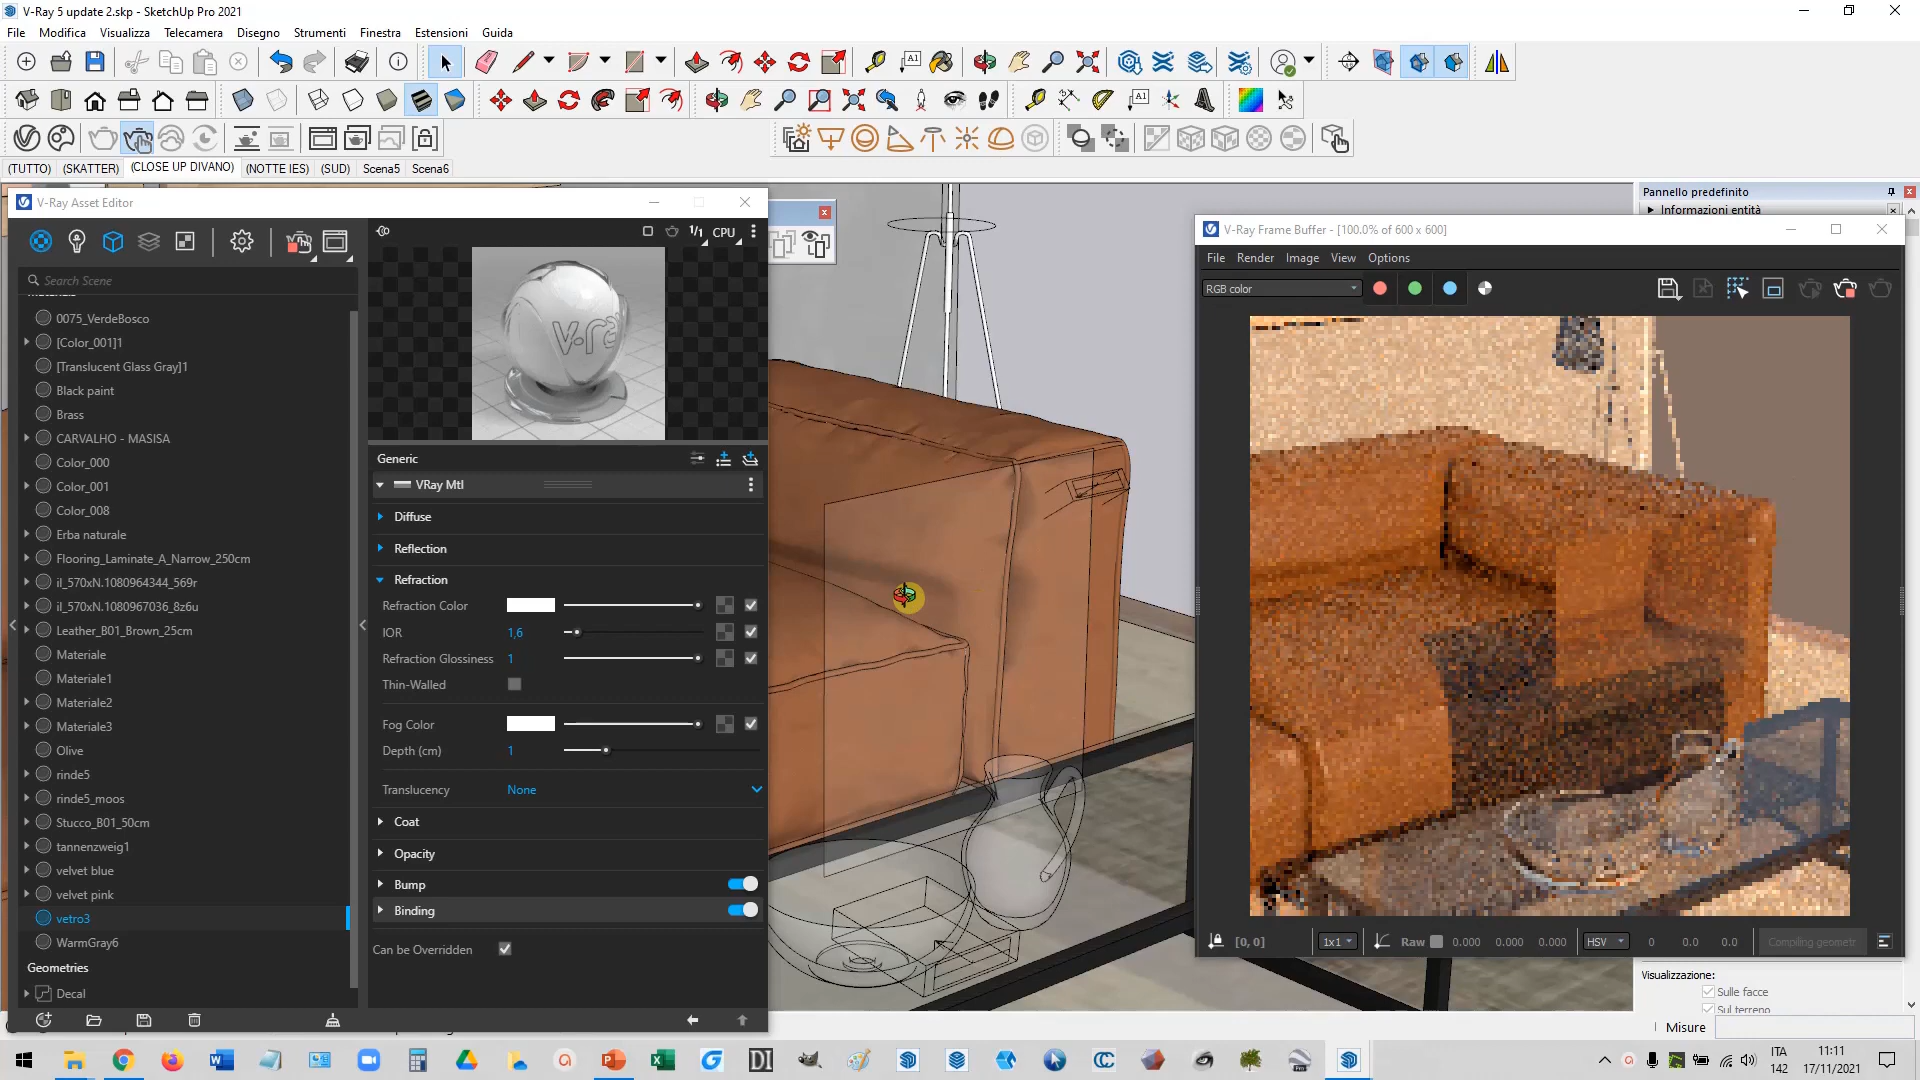 V-Ray 5 update 2.skp - SketchUp Pro 2021
File Modifica Visualizza Telecamera Disegno Strumenti Finestra Estensioni Guida
(TUTTO) (SKATTER) (CLOSE UP DIVANO) (NOTTE IES) (SUD) Scena5 Scena6
V-Ray Asset Editor
1/1 CPU
Search Scene
0075_VerdeBosco
[Color_001]1
[Translucent Glass Gray]1
Black paint
Brass
CARVALHO - MASISA
Color_000
Color_001
Color_008
Erba naturale
Flooring_Laminate_A_Narrow_250cm
il_570xN.1080964344_569r
il_570xN.1080967036_8z6u
Leather_B01_Brown_25cm
Materiale
Materiale1
Materiale2
Materiale3
Olive
rinde5
rinde5_moos
Stucco_B01_50cm
tannenzweig1
velvet blue
velvet pink
vetro3
WarmGray6
Geometries
Decal
Generic
VRay Mtl
Diffuse
Reflection
Refraction
Refraction Color
IOR 1,6
Refraction Glossiness 1
Thin-Walled
Fog Color
Depth (cm) 1
Translucency None
Coat
Opacity
Bump
Binding
Can be Overridden
Pannello predefinito
Informazioni entità
V-Ray Frame Buffer - [100.0% of 600 x 600]
File Render Image View Options
RGB color
[0, 0] 1x1 Raw 0.000 0.000 0.000 HSV 0 0.0 0.0 Compiling geometr
Visualizzazione:
Sulle facce
Sul terreno
Misure
ITA
142
11:11
17/11/2021